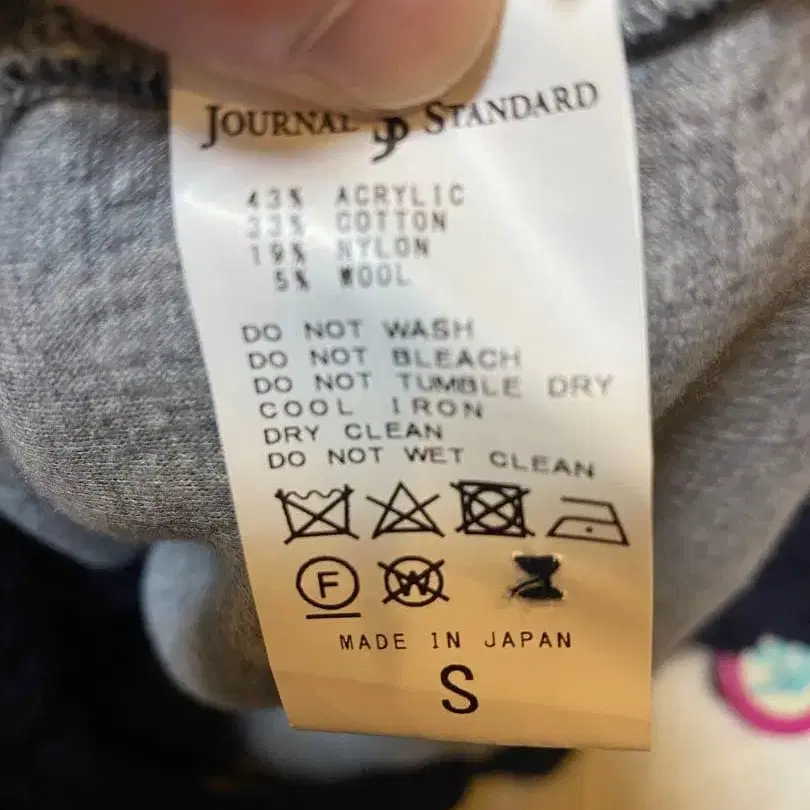 JOURNAL STANDARD
43% ACRYLIC
33% COTTON
19% NYLON
5% WOOL
DO NOT WASH
DO NOT BLEACH
DO NOT TUMBLE DRY
COOL IRON
DRY CLEAN
DO NOT WET CLEAN
F W
MADE IN JAPAN
S